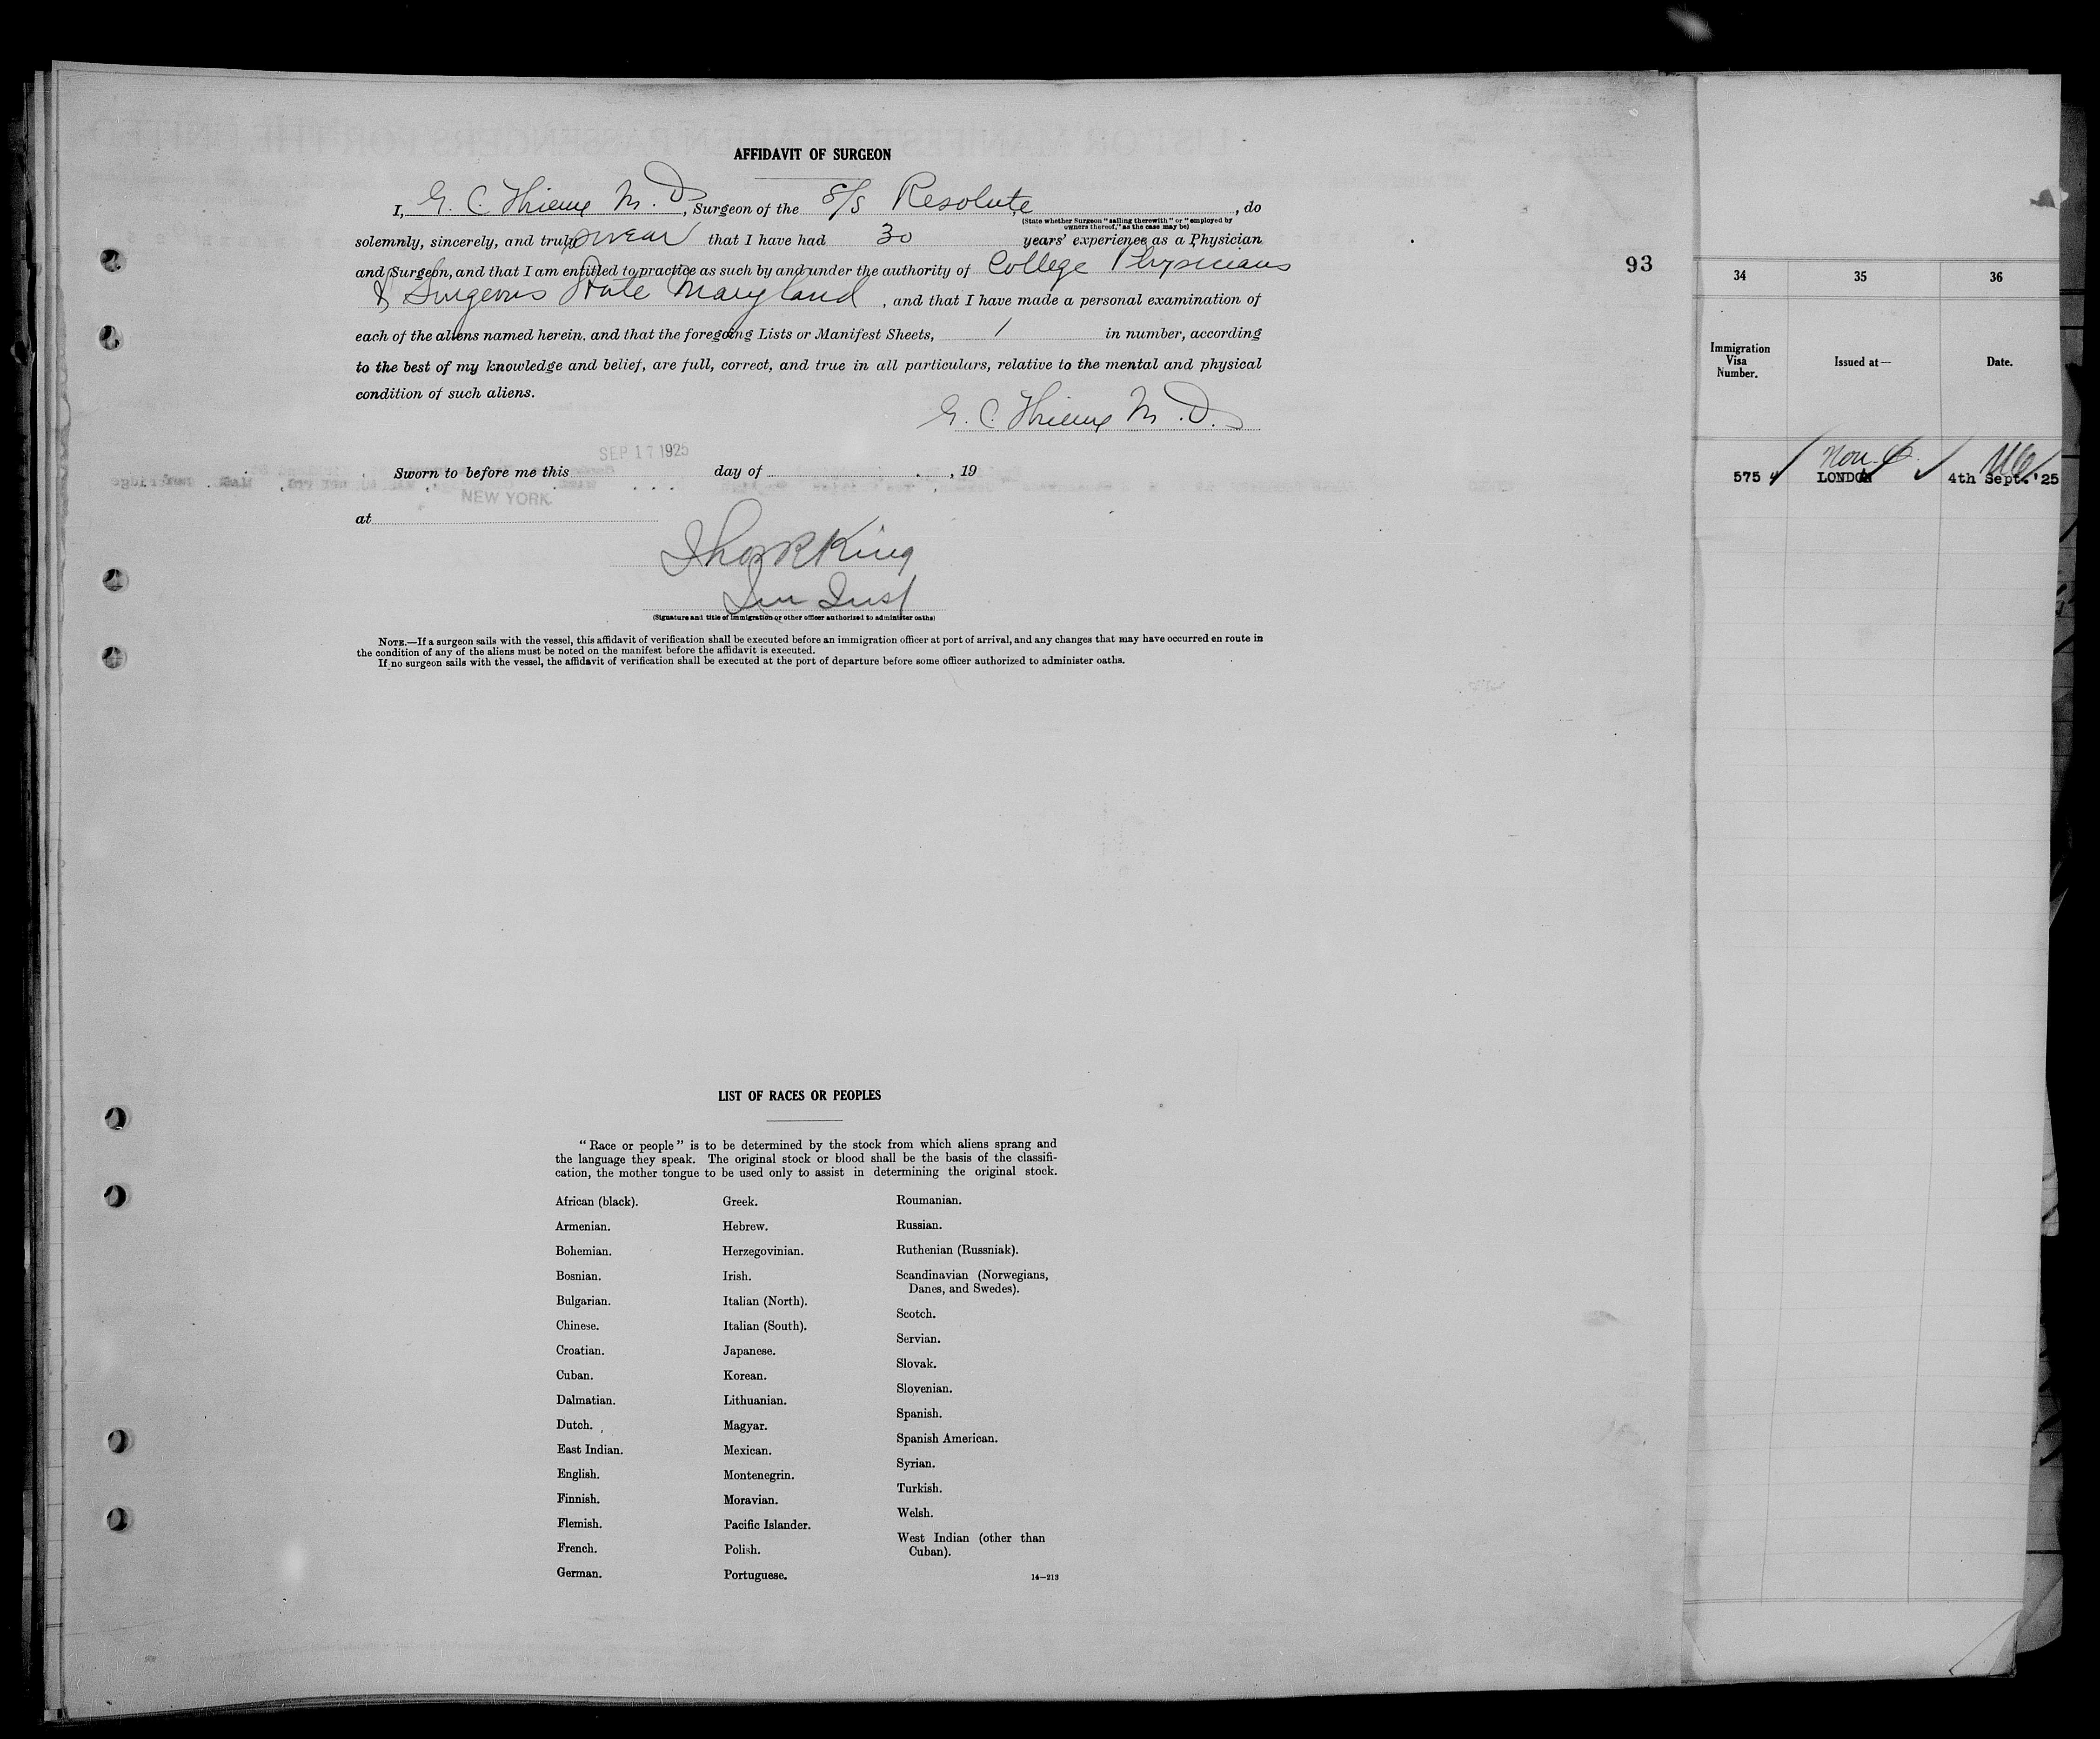 AFFIDAVIT OF SURGEON
I, G. C. Thieme M. D., Surgeon of the S/S Resolute, do
(State whether Surgeon "sailing therewith" or "employed by
owners thereof," as the case may be)
solemnly, sincerely, and truly swear that I have had 30 years' experience as a Physician
and Surgeon, and that I am entitled to practice as such by and under the authority of College Physicians
& Surgeons State Maryland, and that I have made a personal examination of
each of the aliens named herein, and that the foregoing Lists or Manifest Sheets, 1 in number, according
to the best of my knowledge and belief, are full, correct, and true in all particulars, relative to the mental and physical
condition of such aliens.
G. C. Thieme M. D.
SEP 17 1925
Sworn to before me this day of , 19
NEW YORK
at
Thos R King
Imm Insp
(Signature and title of immigration or other officer authorized to administer oaths)
NOTE.—If a surgeon sails with the vessel, this affidavit of verification shall be executed before an immigration officer at port of arrival, and any changes that may have occurred en route in
the condition of any of the aliens must be noted on the manifest before the affidavit is executed.
If no surgeon sails with the vessel, the affidavit of verification shall be executed at the port of departure before some officer authorized to administer oaths.
93
34 35 36
Immigration
Visa
Number.
Issued at—
Date.
Non Q
575 LONDON 4th Sept. '25
LIST OF RACES OR PEOPLES
"Race or people" is to be determined by the stock from which aliens sprang and
the language they speak. The original stock or blood shall be the basis of the classifi-
cation, the mother tongue to be used only to assist in determining the original stock.
African (black).
Armenian.
Bohemian.
Bosnian.
Bulgarian.
Chinese.
Croatian.
Cuban.
Dalmatian.
Dutch.
East Indian.
English.
Finnish.
Flemish.
French.
German.
Greek.
Hebrew.
Herzegovinian.
Irish.
Italian (North).
Italian (South).
Japanese.
Korean.
Lithuanian.
Magyar.
Mexican.
Montenegrin.
Moravian.
Pacific Islander.
Polish.
Portuguese.
Roumanian.
Russian.
Ruthenian (Russniak).
Scandinavian (Norwegians,
Danes, and Swedes).
Scotch.
Servian.
Slovak.
Slovenian.
Spanish.
Spanish American.
Syrian.
Turkish.
Welsh.
West Indian (other than
Cuban).
14—213